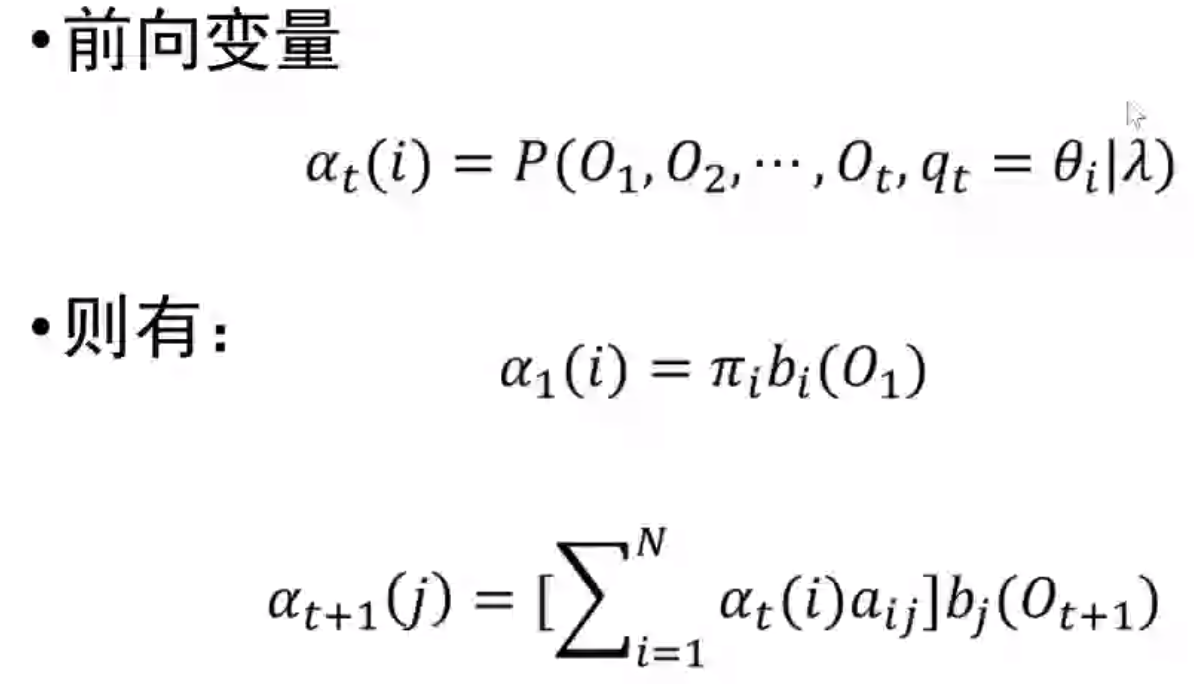 •前向变量
αₜ(i) = P(O₁, O₂, ⋯ , Oₜ, qₜ = θᵢ|λ)
•则有：
α₁(i) = πᵢbᵢ(O₁)
αₜ₊₁(j) = [∑ᵢ₌₁ᴺ αₜ(i)aᵢⱼ]bⱼ(Oₜ₊₁)